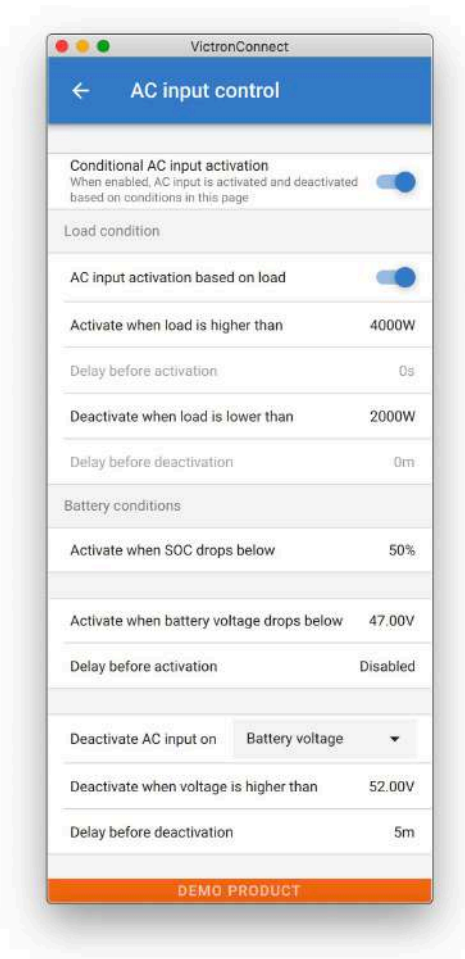 VictronConnect
AC input control
Conditional AC input activation
When enabled, AC input is activated and deactivated
based on conditions in this page
Load condition
AC input activation based on load
Activate when load is higher than 4000W
Delay before activation 0s
Deactivate when load is lower than 2000W
Delay before deactivation 0m
Battery conditions
Activate when SOC drops below 50%
Activate when battery voltage drops below 47.00V
Delay before activation Disabled
Deactivate AC input on Battery voltage
Deactivate when voltage is higher than 52.00V
Delay before deactivation 5m
DEMO PRODUCT